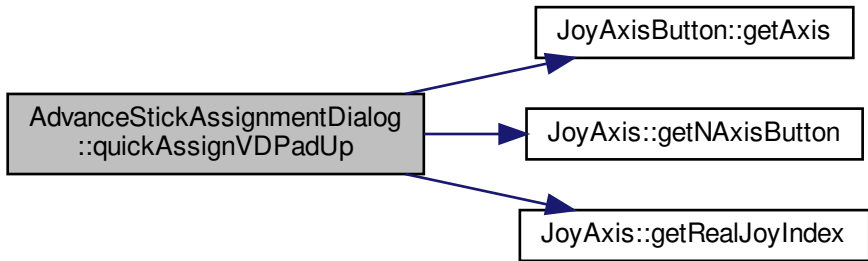 AdvanceStickAssignmentDialog
::quickAssignVDPadUp
JoyAxisButton::getAxis
JoyAxis::getNAxisButton
JoyAxis::getRealJoyIndex